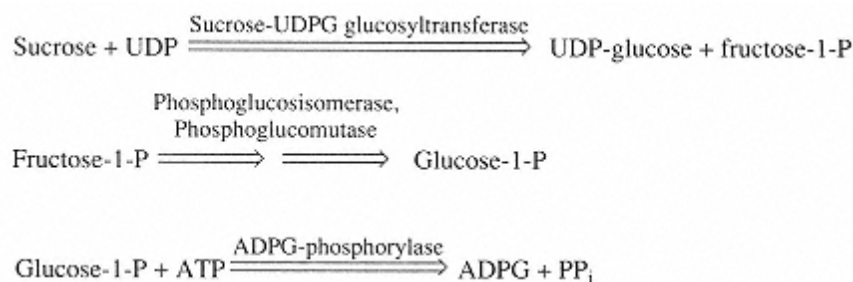 Sucrose-UDPG glucosyltransferase
Sucrose + UDP ⟹ UDP-glucose + fructose-1-P
Phosphoglucosisomerase,
Phosphoglucomutase
Fructose-1-P ⟹ ⟹ Glucose-1-P
ADPG-phosphorylase
Glucose-1-P + ATP ⟹ ADPG + PPi